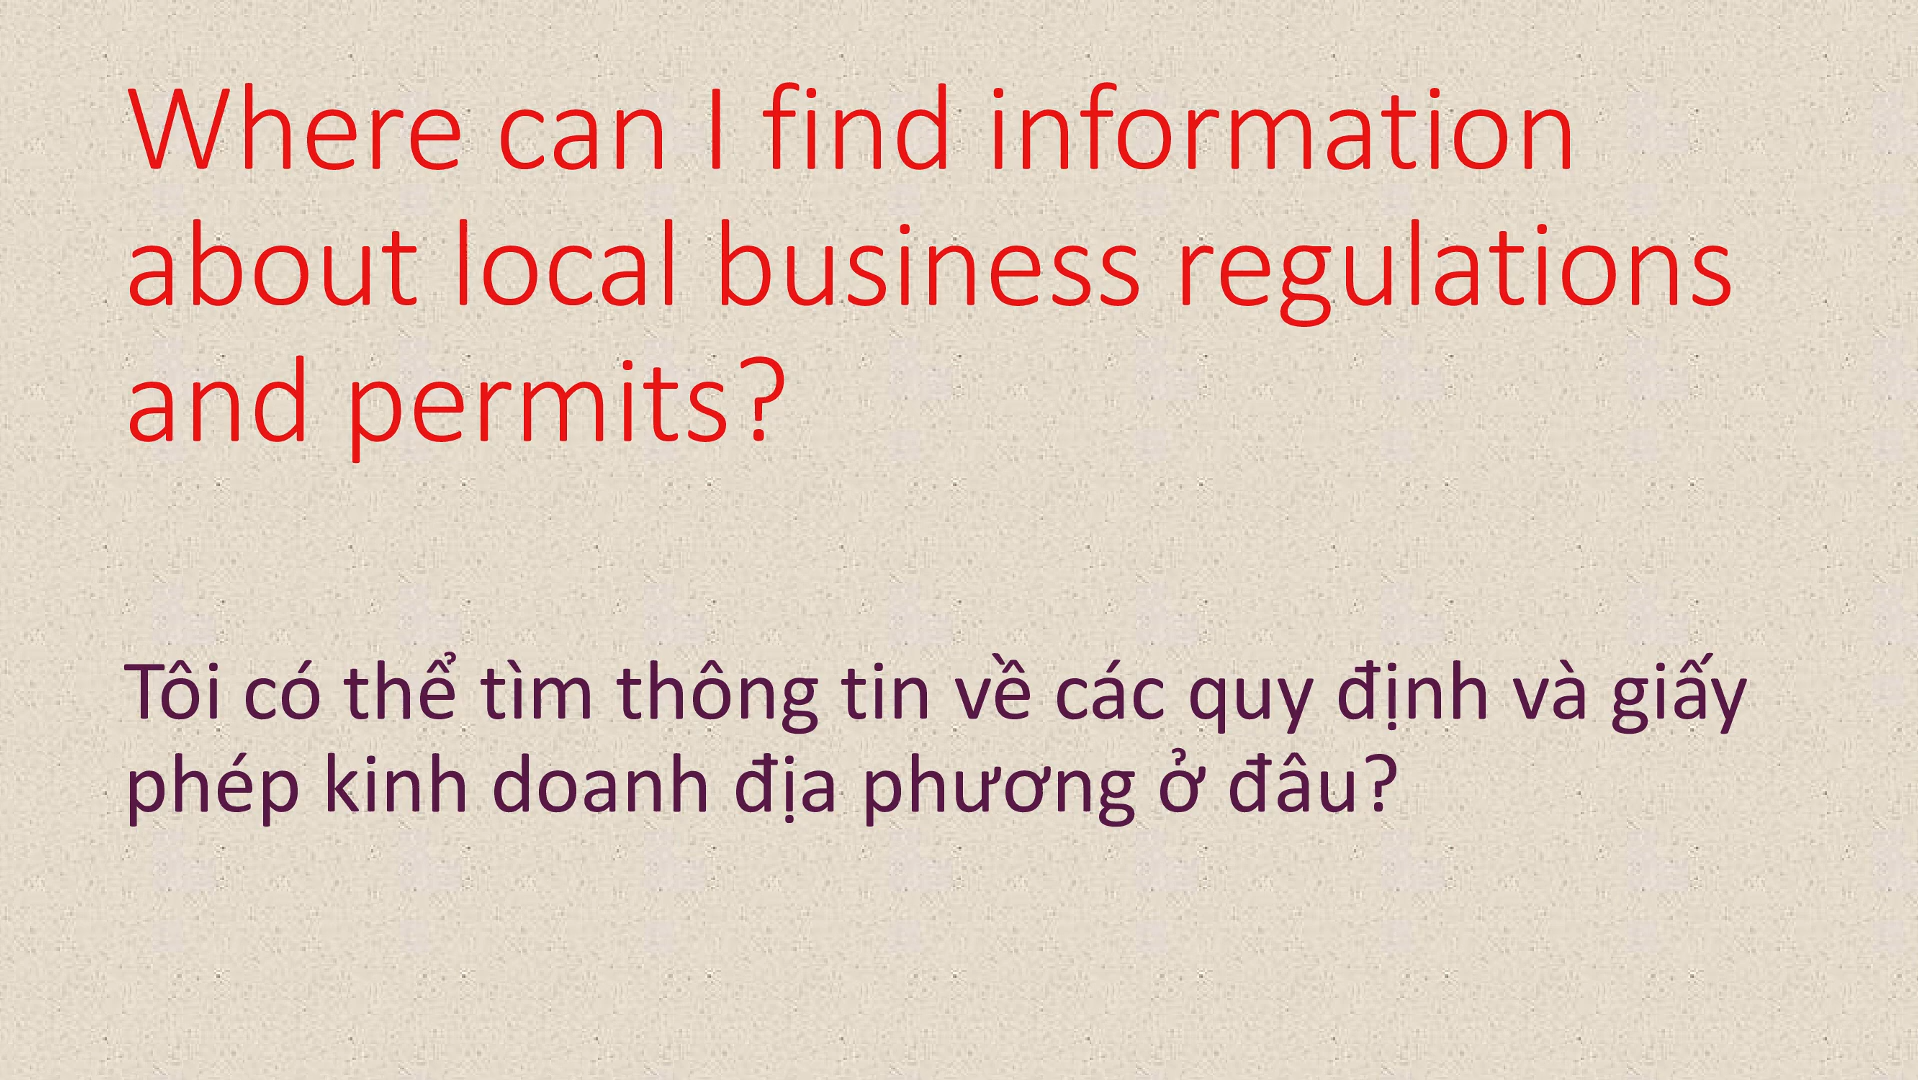 Where can I find information
about local business regulations
and permits?
Tôi có thể tìm thông tin về các quy định và giấy
phép kinh doanh địa phương ở đâu?